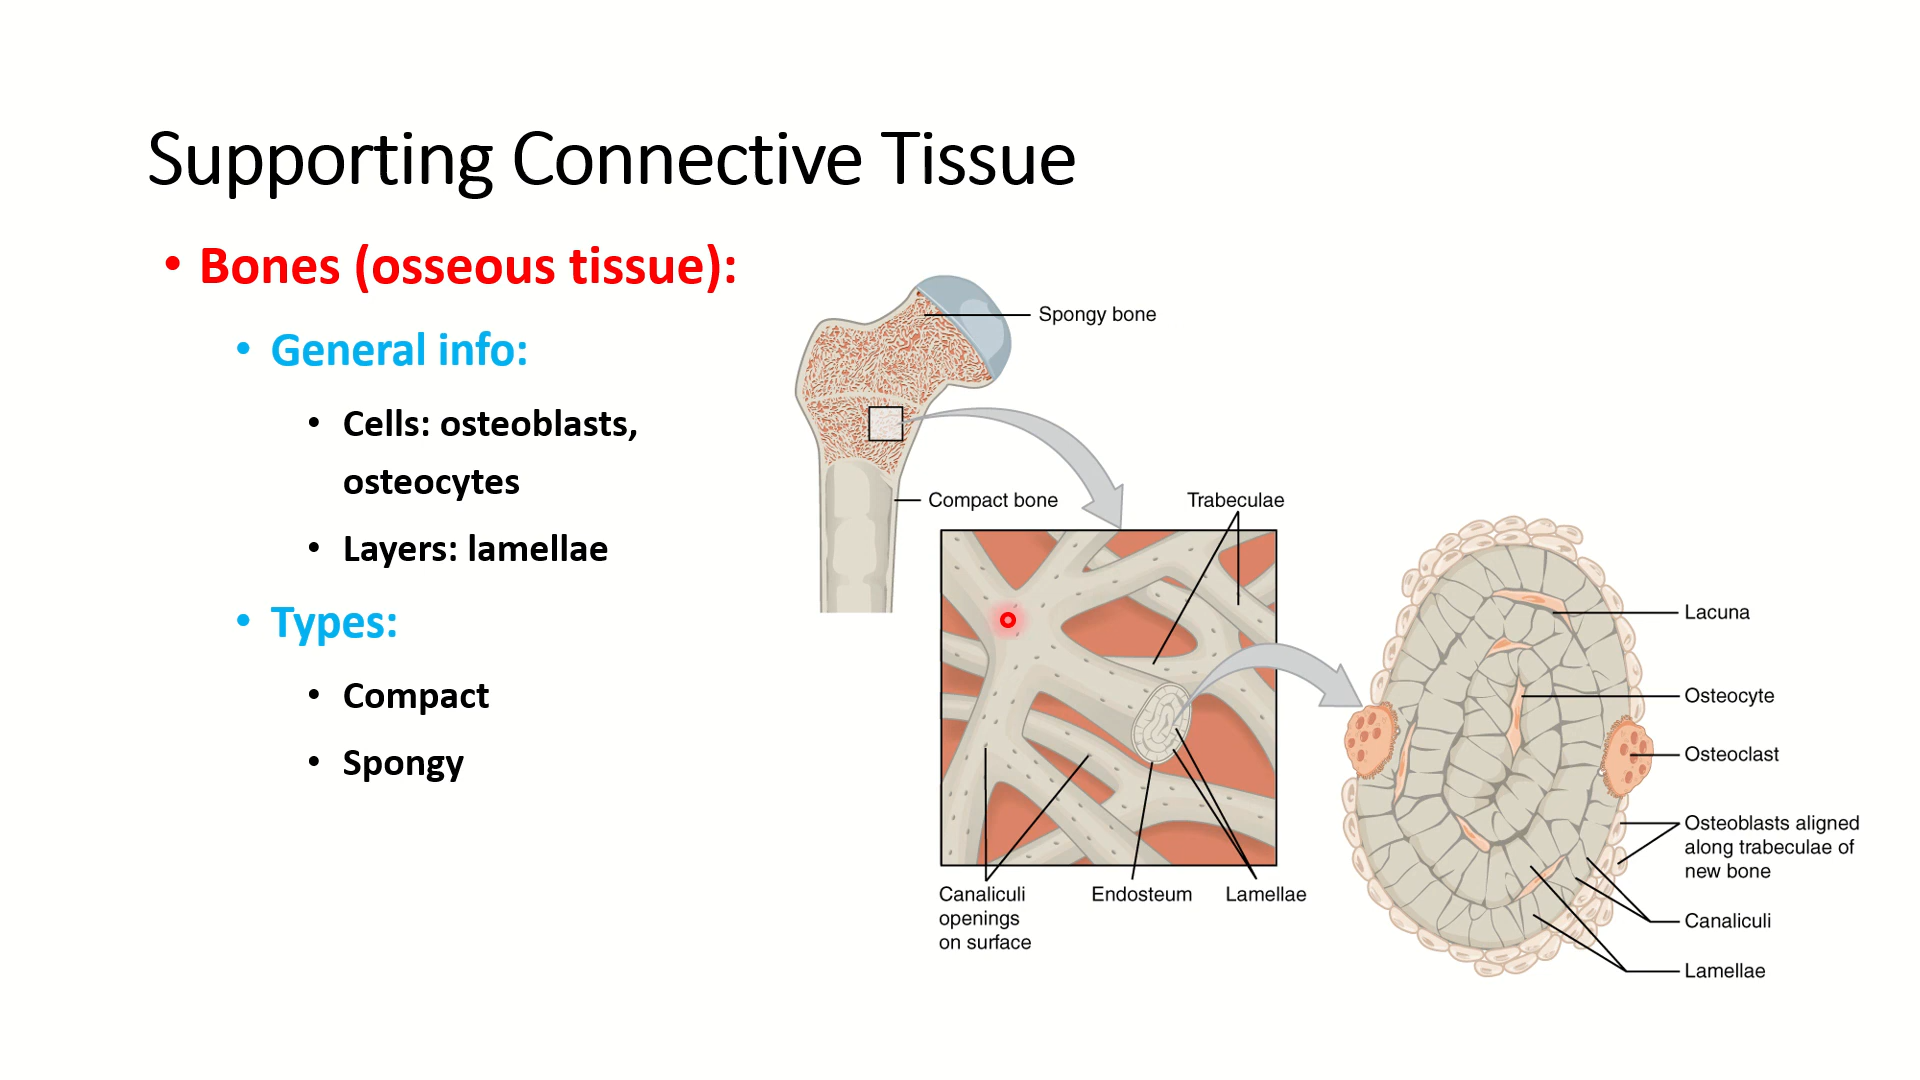 Supporting Connective Tissue
• Bones (osseous tissue):
• General info:
• Cells: osteoblasts,
osteocytes
• Layers: lamellae
• Types:
• Compact
• Spongy
Spongy bone
Compact bone
Trabeculae
Canaliculi
openings
on surface
Endosteum
Lamellae
Lacuna
Osteocyte
Osteoclast
Osteoblasts aligned
along trabeculae of
new bone
Canaliculi
Lamellae